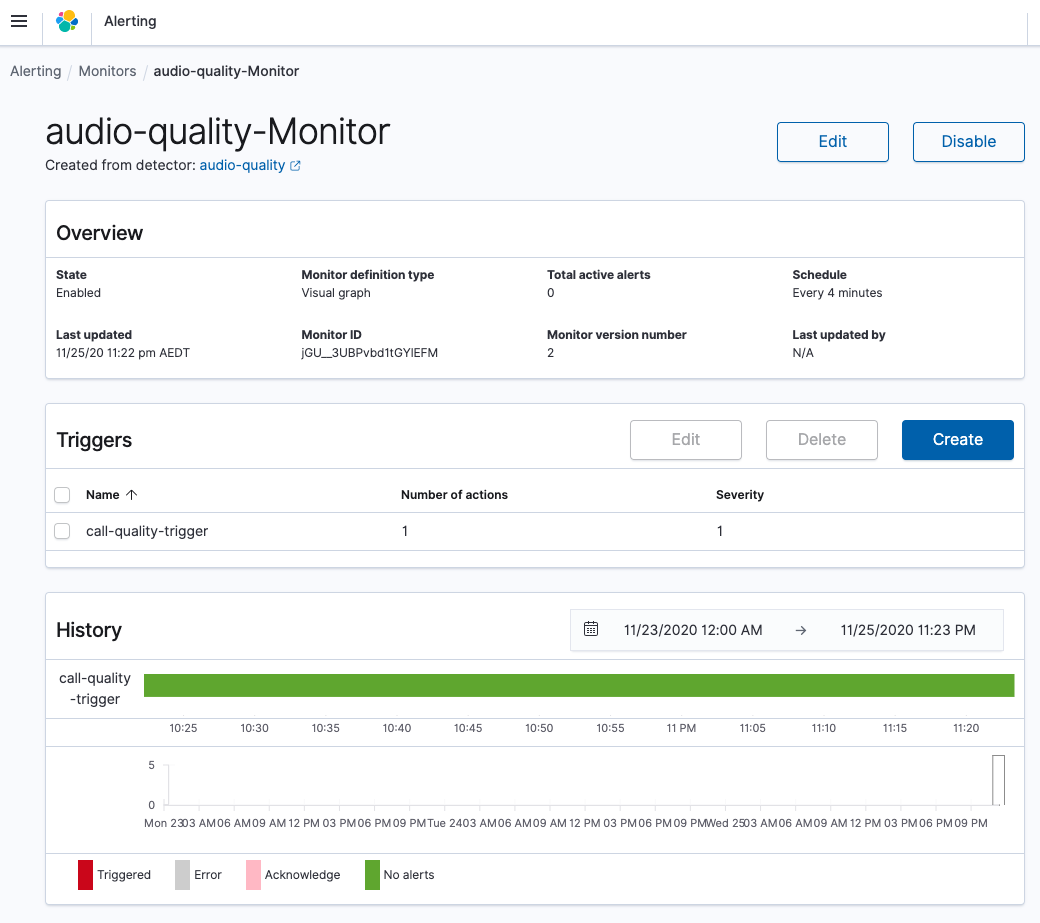 Alerting
Alerting / Monitors / audio-quality-Monitor
audio-quality-Monitor
Created from detector: audio-quality
Edit
Disable
Overview
State
Monitor definition type
Total active alerts
Schedule
Enabled
Visual graph
0
Every 4 minutes
Last updated
Monitor ID
Monitor version number
Last updated by
11/25/20 11:22 pm AEDT
jGU__3UBPvbd1tGYIEFM
2
N/A
Triggers
Edit
Delete
Create
Name
Number of actions
Severity
call-quality-trigger
1
1
History
11/23/2020 12:00 AM → 11/25/2020 11:23 PM
call-quality
-trigger
10:25 10:30 10:35 10:40 10:45 10:50 10:55 11 PM 11:05 11:10 11:15 11:20
5
0
Mon 23 03 AM 06 AM 09 AM 12 PM 03 PM 06 PM 09 PM Tue 24 03 AM 06 AM 09 AM 12 PM 03 PM 06 PM 09 PM Wed 25 03 AM 06 AM 09 AM 12 PM 03 PM 06 PM 09 PM
Triggered
Error
Acknowledge
No alerts